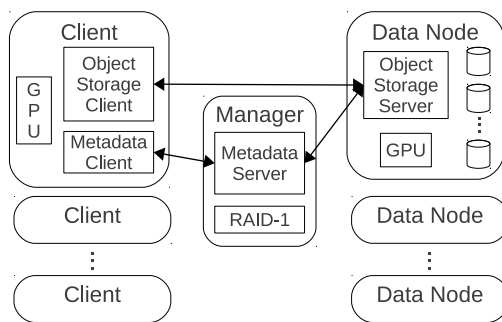 Client
G
P
U
Object
Storage
Client
Metadata
Client
Manager
Metadata
Server
RAID-1
Data Node
Object
Storage
Server
GPU
Client
Data Node
Client
Data Node